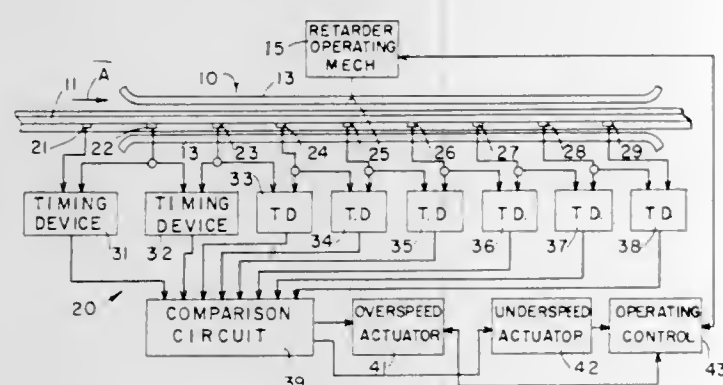 RETARDER
OPERATING
MECH
15
A
10
13
11
21
22
13
23
24
25
26
27
28
29
33
TIMING
DEVICE
TIMING
DEVICE
T.D.
T.D
T.D
T.D.
T.D.
T.D.
31
32
34
35
36
37
38
20
COMPARISON
CIRCUIT
OVERSPEED
ACTUATOR
UNDERSPEED
ACTUATOR
OPERATING
CONTROL
39
41
42
43